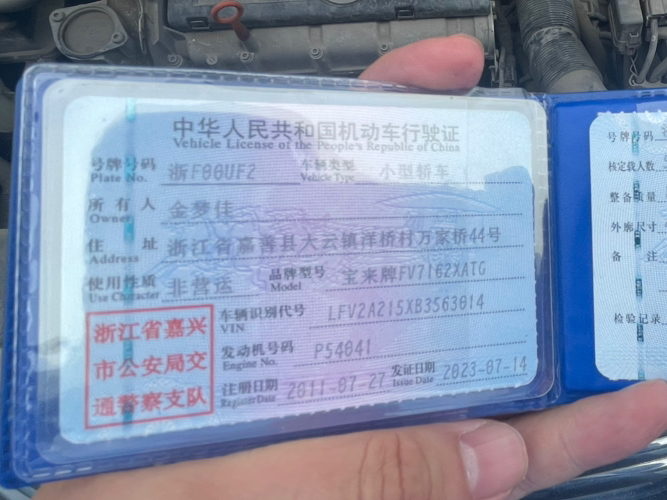 中华人民共和国机动车行驶证
Vehicle License of the People's Republic of China
号牌号码 浙F00UF2 车辆类型 小型轿车
Plate No. Vehicle Type
所有人 金梦佳
Owner
住址 浙江省嘉善县大云镇洋桥村万家桥44号
Address
使用性质 非营运 品牌型号 宝来牌FV7162XATG
Use Character Model
车辆识别代号 LFV2A215XB3563014
VIN
发动机号码 P54041
Engine No.
注册日期 2011-07-27 发证日期 2023-07-14
Register Date Issue Date
浙江省嘉兴
市公安局交
通警察支队
号牌号码
核定载人数
整备质量
外廓尺寸
备注
检验记录